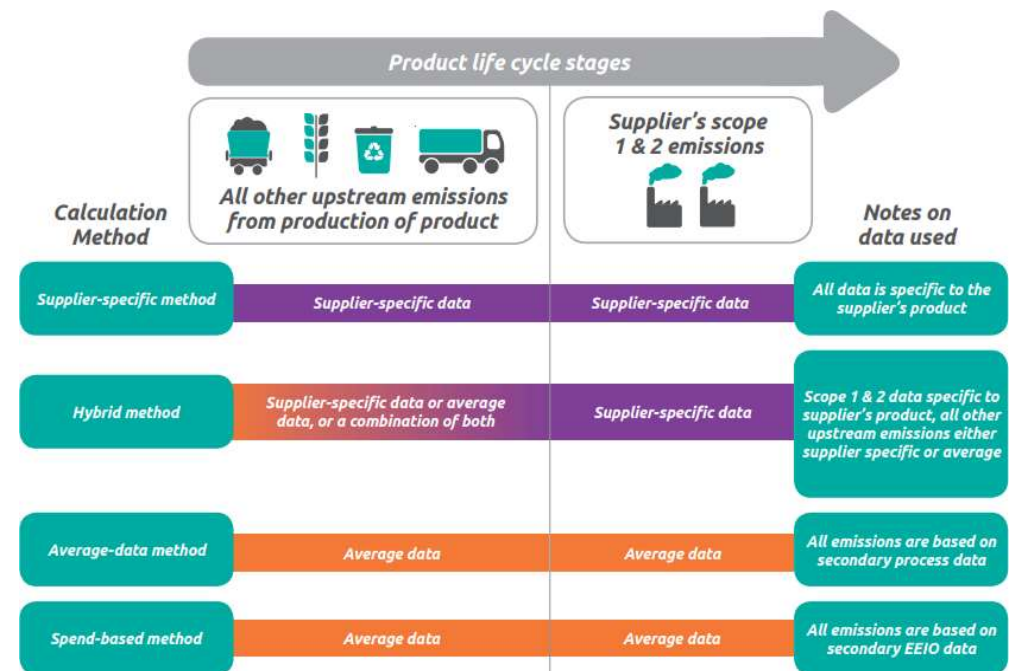 Product life cycle stages
All other upstream emissions
from production of product
Supplier's scope
1 & 2 emissions
Calculation
Method
Notes on
data used
Supplier-specific method
Supplier-specific data
Supplier-specific data
All data is specific to the
supplier's product
Hybrid method
Supplier-specific data or average
data, or a combination of both
Supplier-specific data
Scope 1 & 2 data specific to
supplier's product, all other
upstream emissions either
supplier specific or average
Average-data method
Average data
Average data
All emissions are based on
secondary process data
Spend-based method
Average data
Average data
All emissions are based on
secondary EEIO data